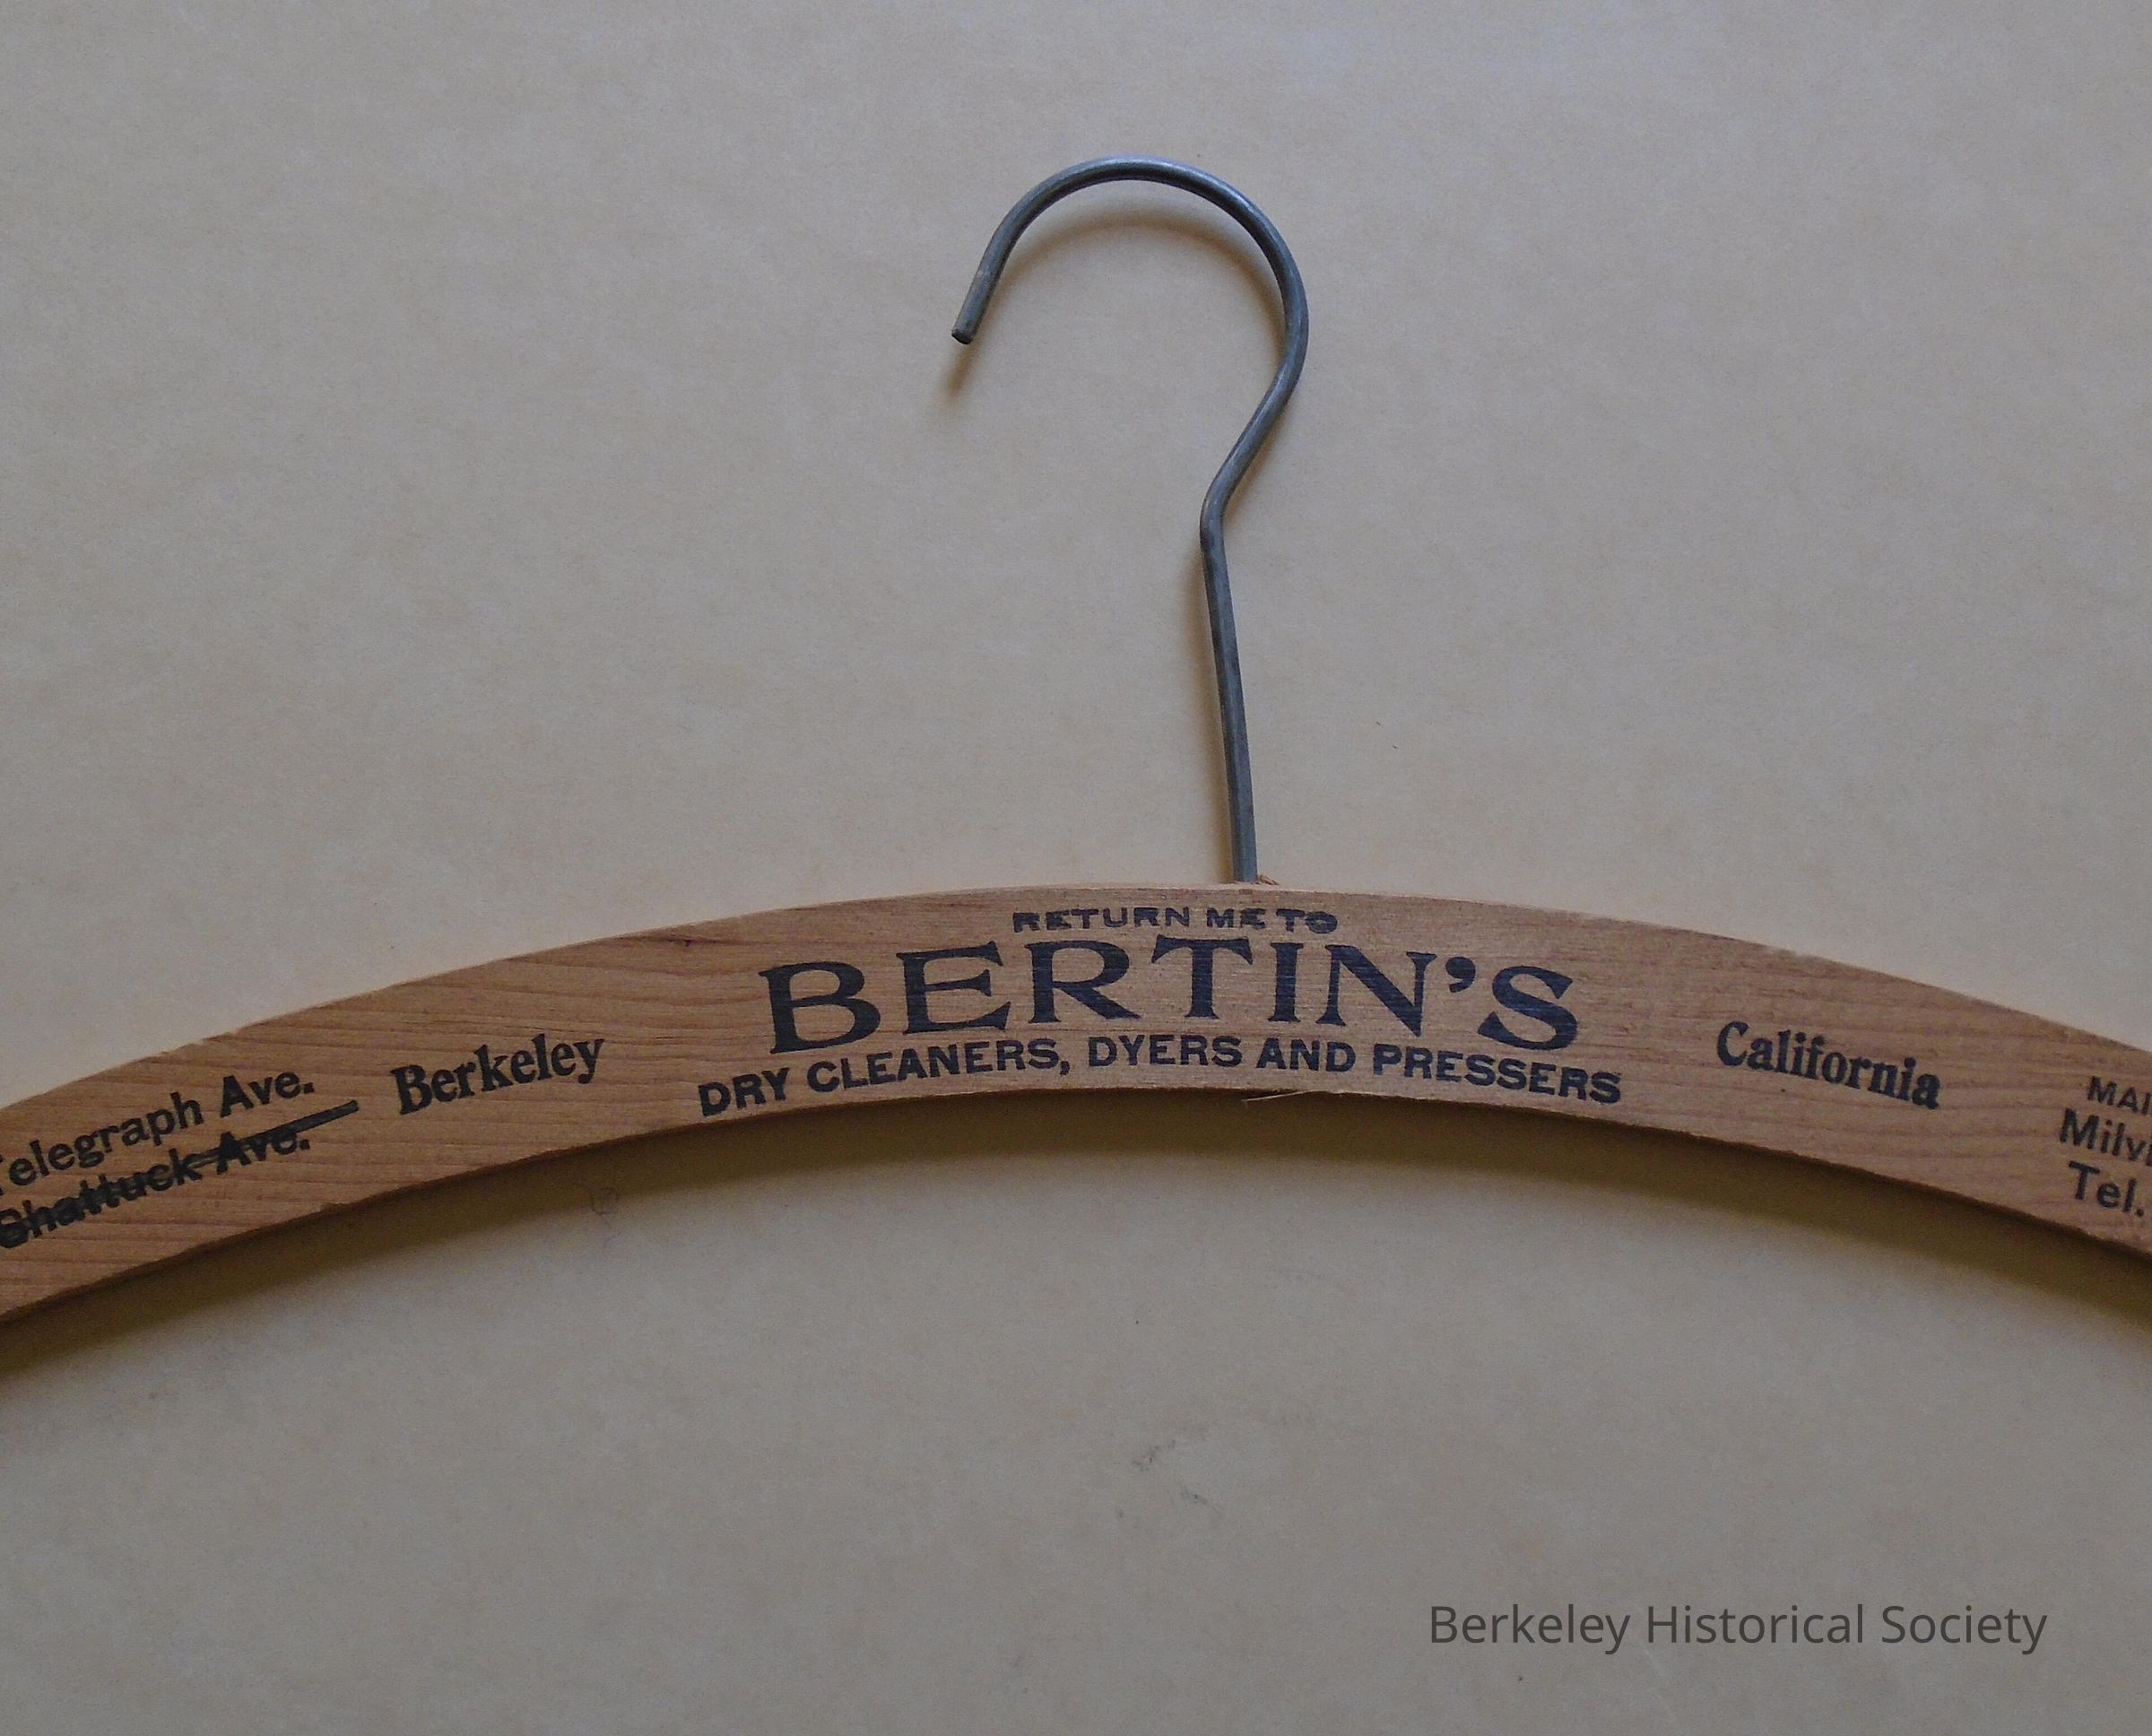 RETURN ME TO
BERTIN'S
DRY CLEANERS, DYERS AND PRESSERS
Telegraph Ave.
Shattuck Ave.
Berkeley
California
Tel.
Berkeley Historical Society